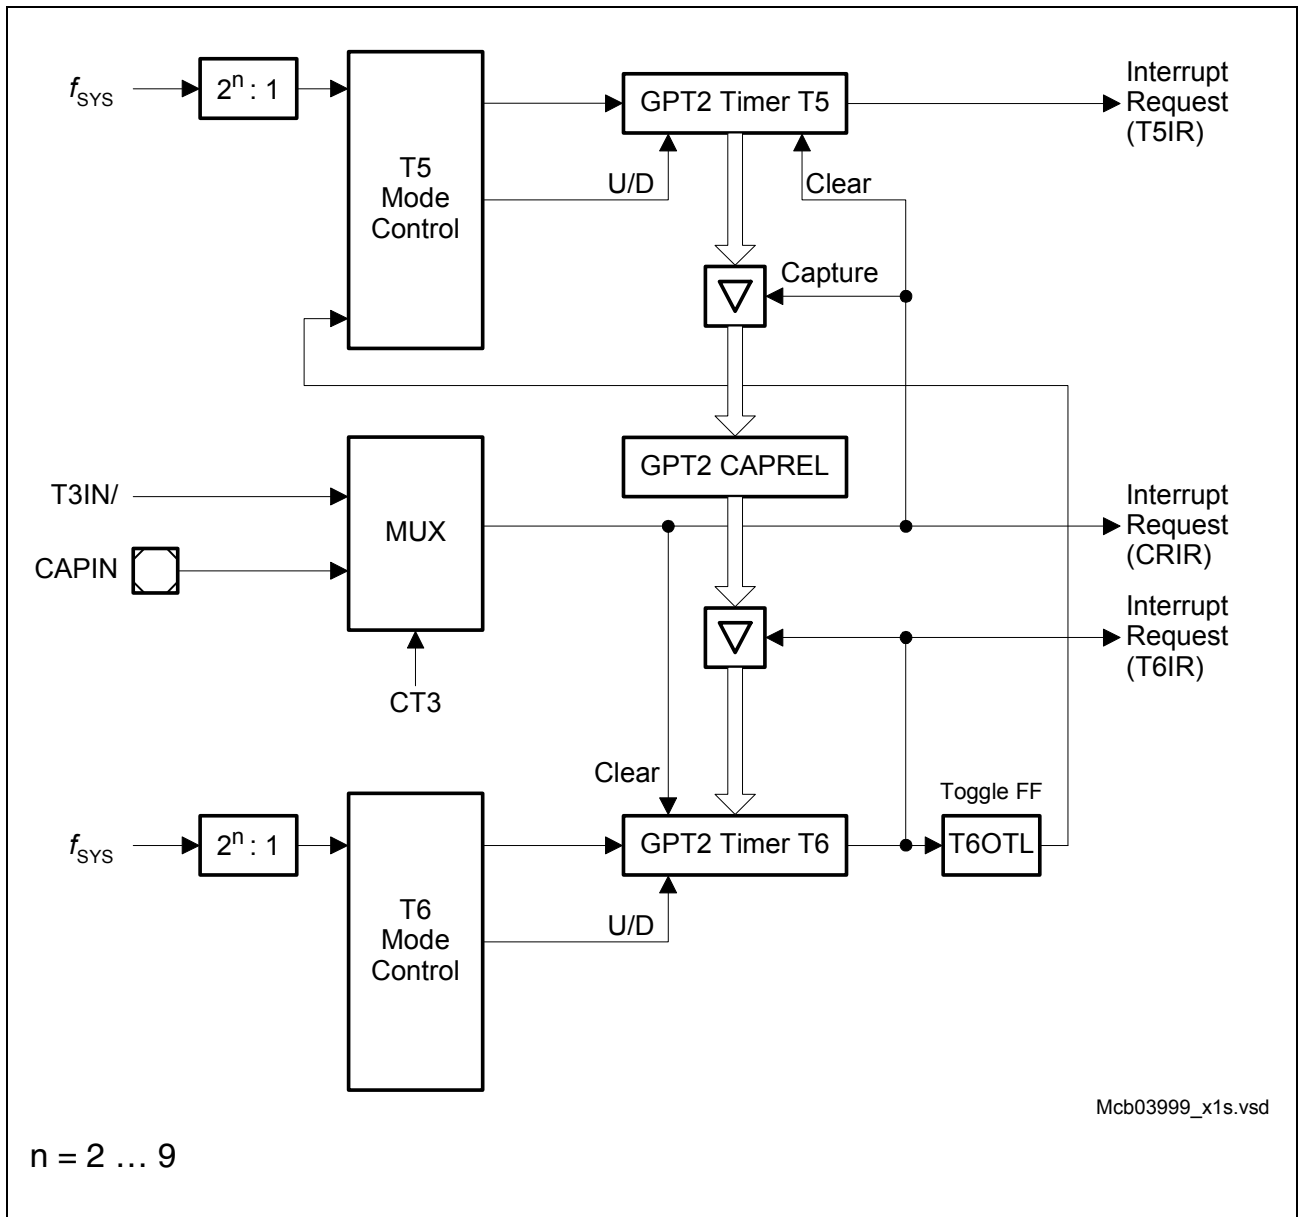 fSYS
2^n : 1
T5
Mode
Control
GPT2 Timer T5
U/D
Clear
Interrupt
Request
(T5IR)
Capture
T3IN/
CAPIN
MUX
CT3
GPT2 CAPREL
Interrupt
Request
(CRIR)
Interrupt
Request
(T6IR)
Clear
fSYS
2^n : 1
T6
Mode
Control
GPT2 Timer T6
U/D
Toggle FF
T6OTL
Mcb03999_x1s.vsd
n = 2 … 9